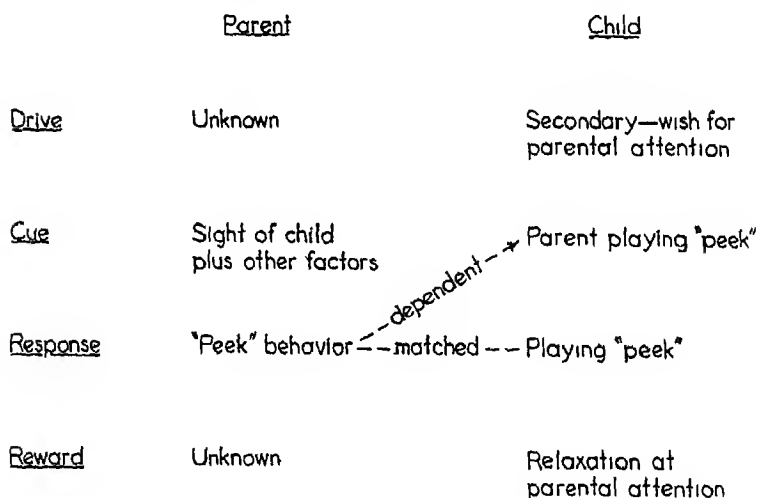 Parent Child
Drive Unknown Secondary—wish for
parental attention
Cue Sight of child Parent playing "peek"
plus other factors
dependent
Response "Peek" behavior matched Playing "peek"
Reward Unknown Relaxation at
parental attention